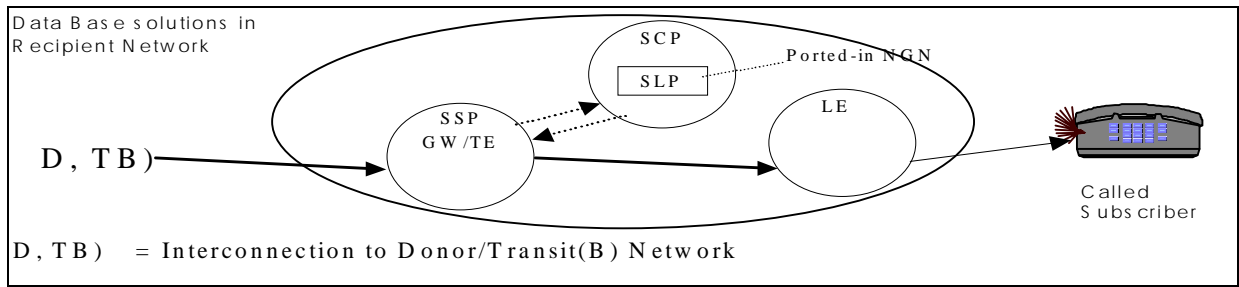 Data Base solutions in
Recipient Network
SCP
Ported-in NGN
SLP
SSP
GW/TE
LE
D, TB)
Called
Subscriber
D, TB) = Interconnection to Donor/Transit(B) Network